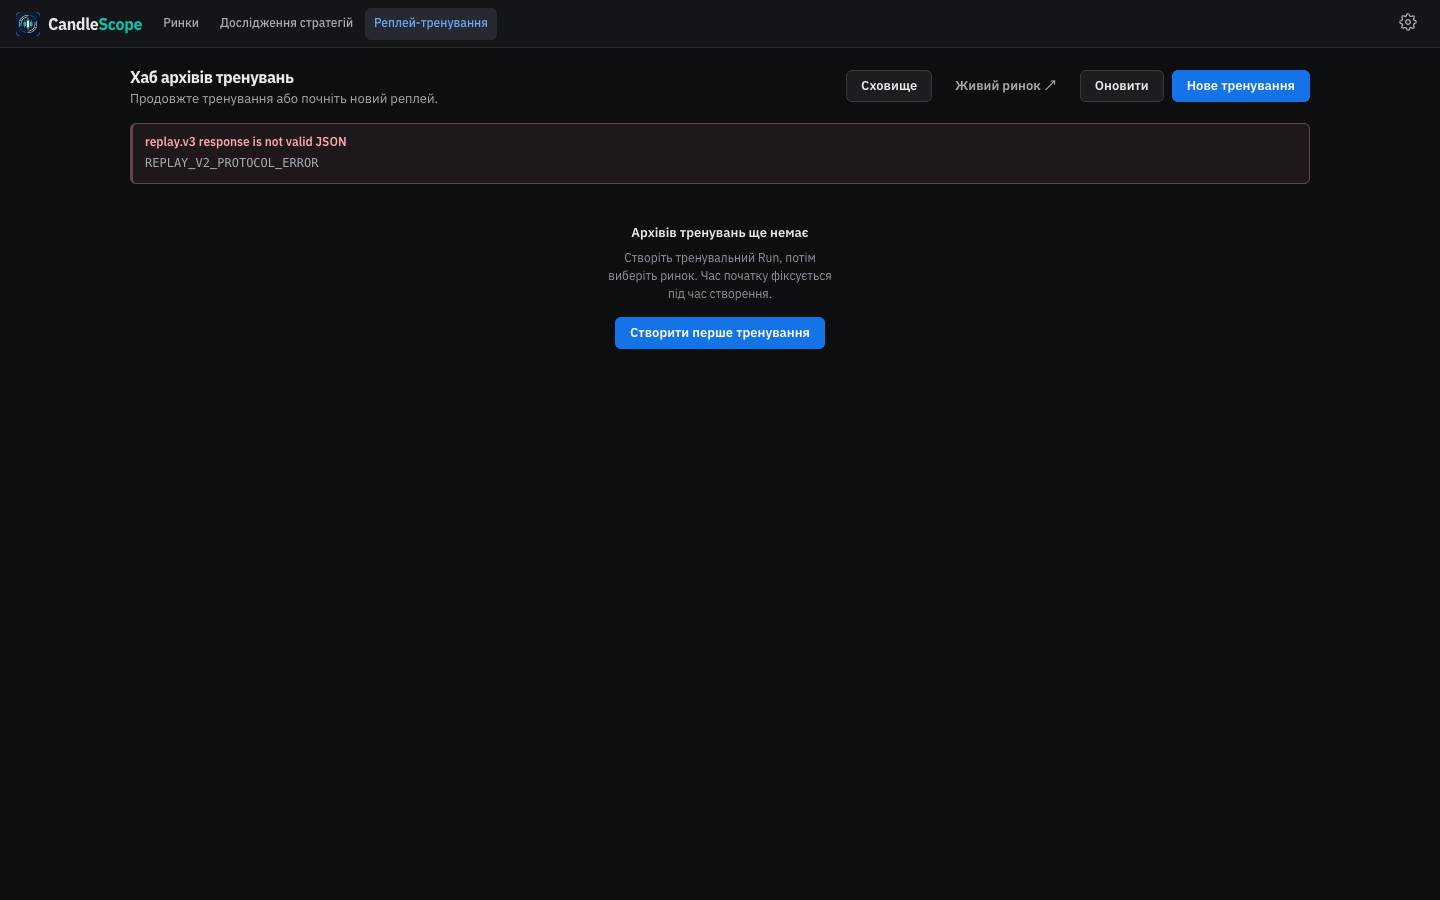 CandleScope
Ринки
Дослідження стратегій
Реплей-тренування
Хаб архівів тренувань
Продовжте тренування або почніть новий реплей.
Сховище
Живий ринок ↗
Оновити
Нове тренування
replay.v3 response is not valid JSON
REPLAY_V2_PROTOCOL_ERROR
Архівів тренувань ще немає
Створіть тренувальний Run, потім
виберіть ринок. Час початку фіксується
під час створення.
Створити перше тренування